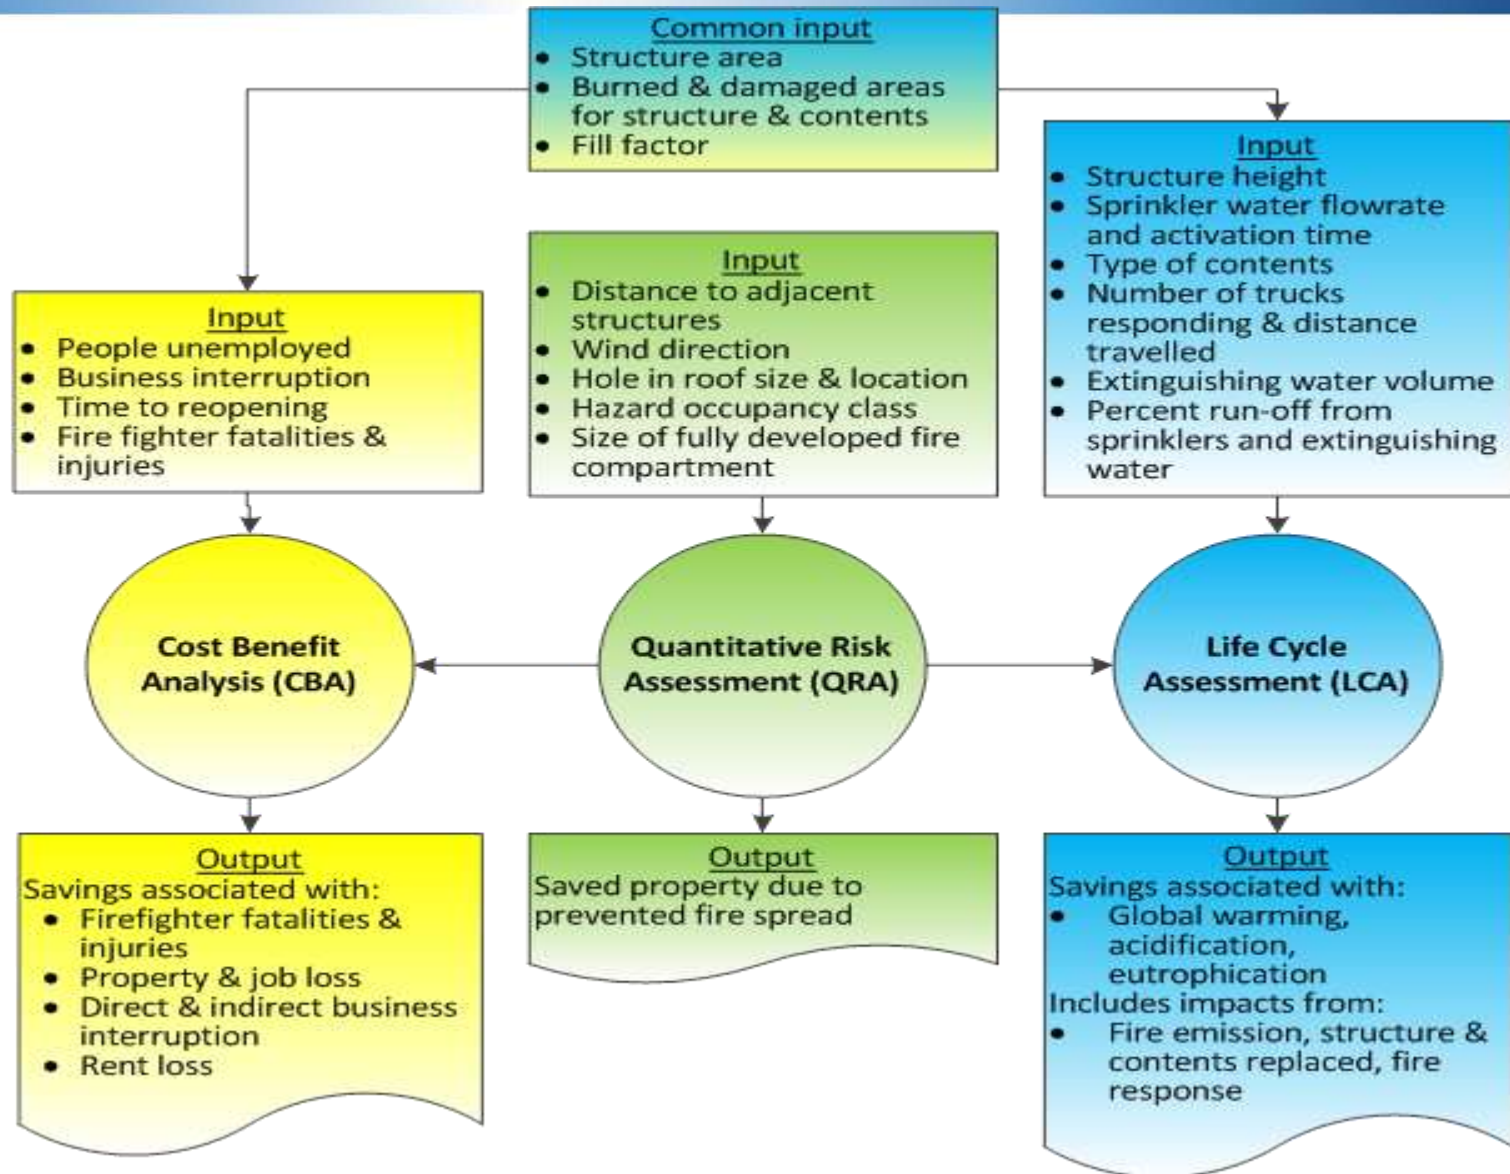 Common input
• Structure area
• Burned & damaged areas
for structure & contents
• Fill factor
Input
• People unemployed
• Business interruption
• Time to reopening
• Fire fighter fatalities &
injuries
Input
• Distance to adjacent
structures
• Wind direction
• Hole in roof size & location
• Hazard occupancy class
• Size of fully developed fire
compartment
Input
• Structure height
• Sprinkler water flowrate
and activation time
• Type of contents
• Number of trucks
responding & distance
travelled
• Extinguishing water volume
• Percent run-off from
sprinklers and extinguishing
water
Cost Benefit
Analysis (CBA)
Quantitative Risk
Assessment (QRA)
Life Cycle
Assessment (LCA)
Output
Savings associated with:
• Firefighter fatalities &
injuries
• Property & job loss
• Direct & indirect business
interruption
• Rent loss
Output
Saved property due to
prevented fire spread
Output
Savings associated with:
• Global warming,
acidification,
eutrophication
Includes impacts from:
• Fire emission, structure &
contents replaced, fire
response